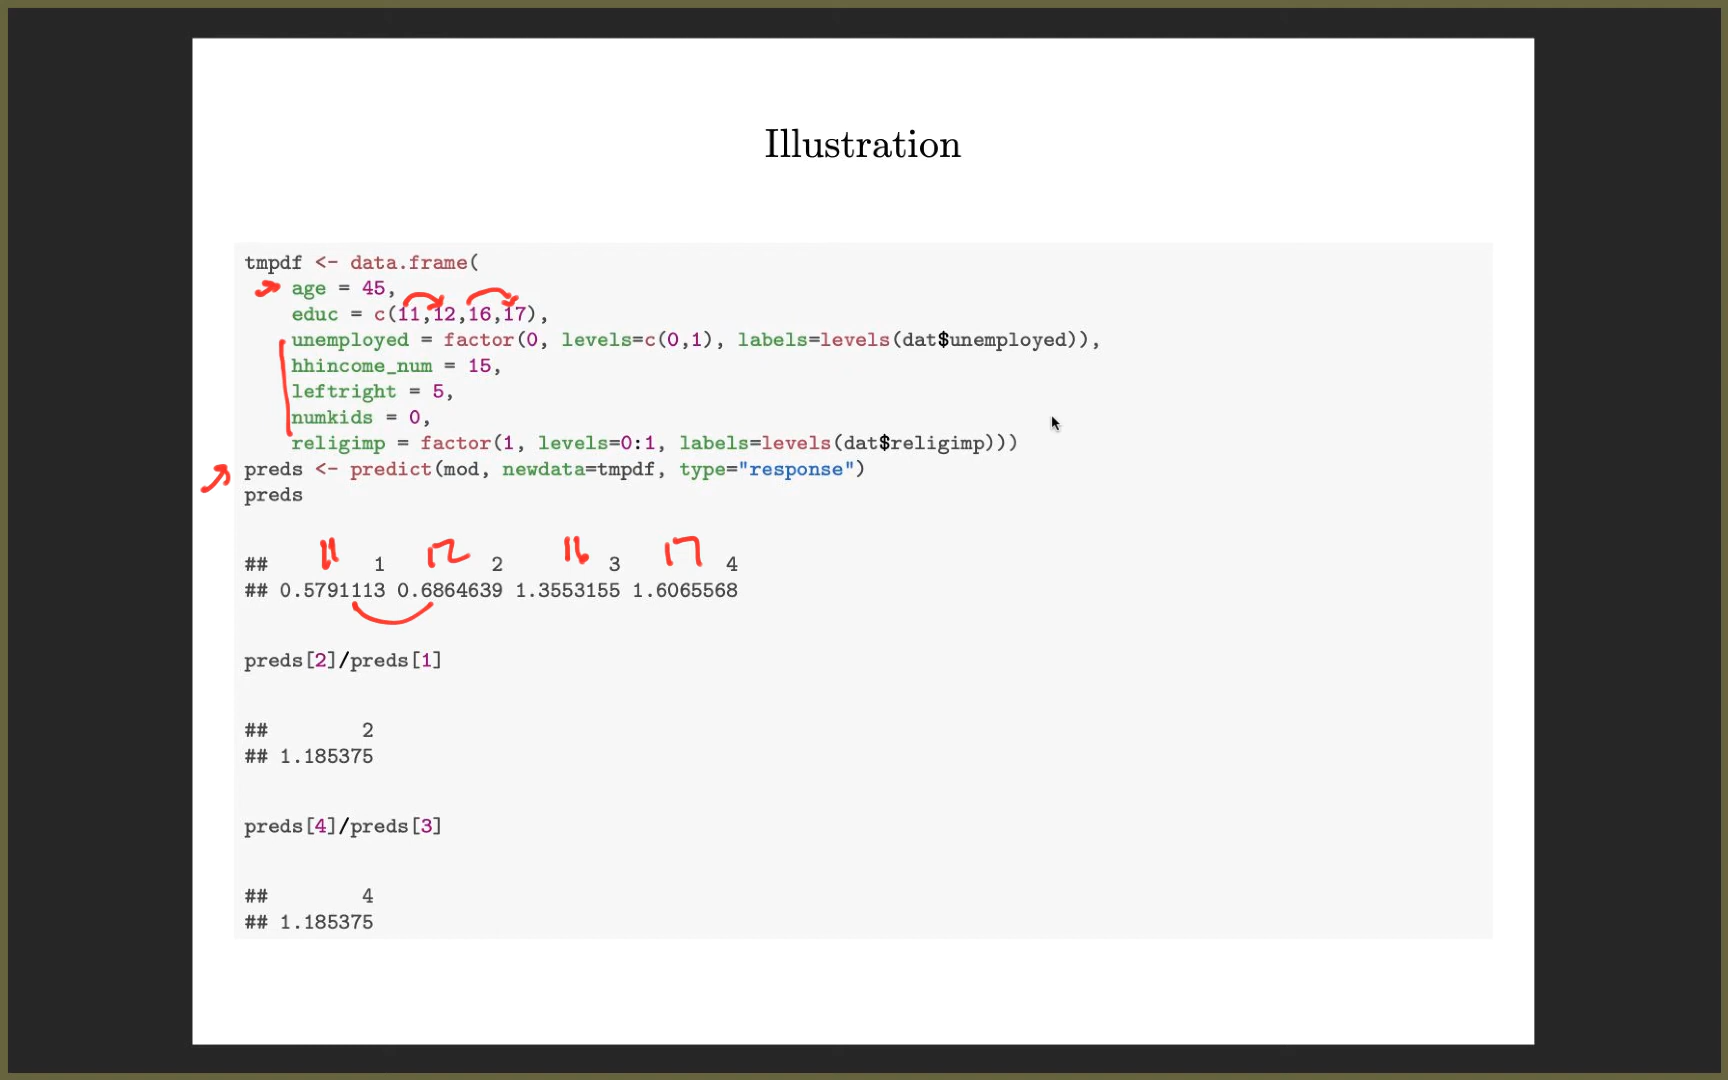 Illustration
tmpdf <- data.frame(
age = 45,
educ = c(11,12,16,17),
unemployed = factor(0, levels=c(0,1), labels=levels(dat$unemployed)),
hhincome_num = 15,
leftright = 5,
numkids = 0,
religimp = factor(1, levels=0:1, labels=levels(dat$religimp)))
preds <- predict(mod, newdata=tmpdf, type="response")
preds
11 12 16 17
## 1 2 3 4
## 0.5791113 0.6864639 1.3553155 1.6065568
preds[2]/preds[1]
## 2
## 1.185375
preds[4]/preds[3]
## 4
## 1.185375